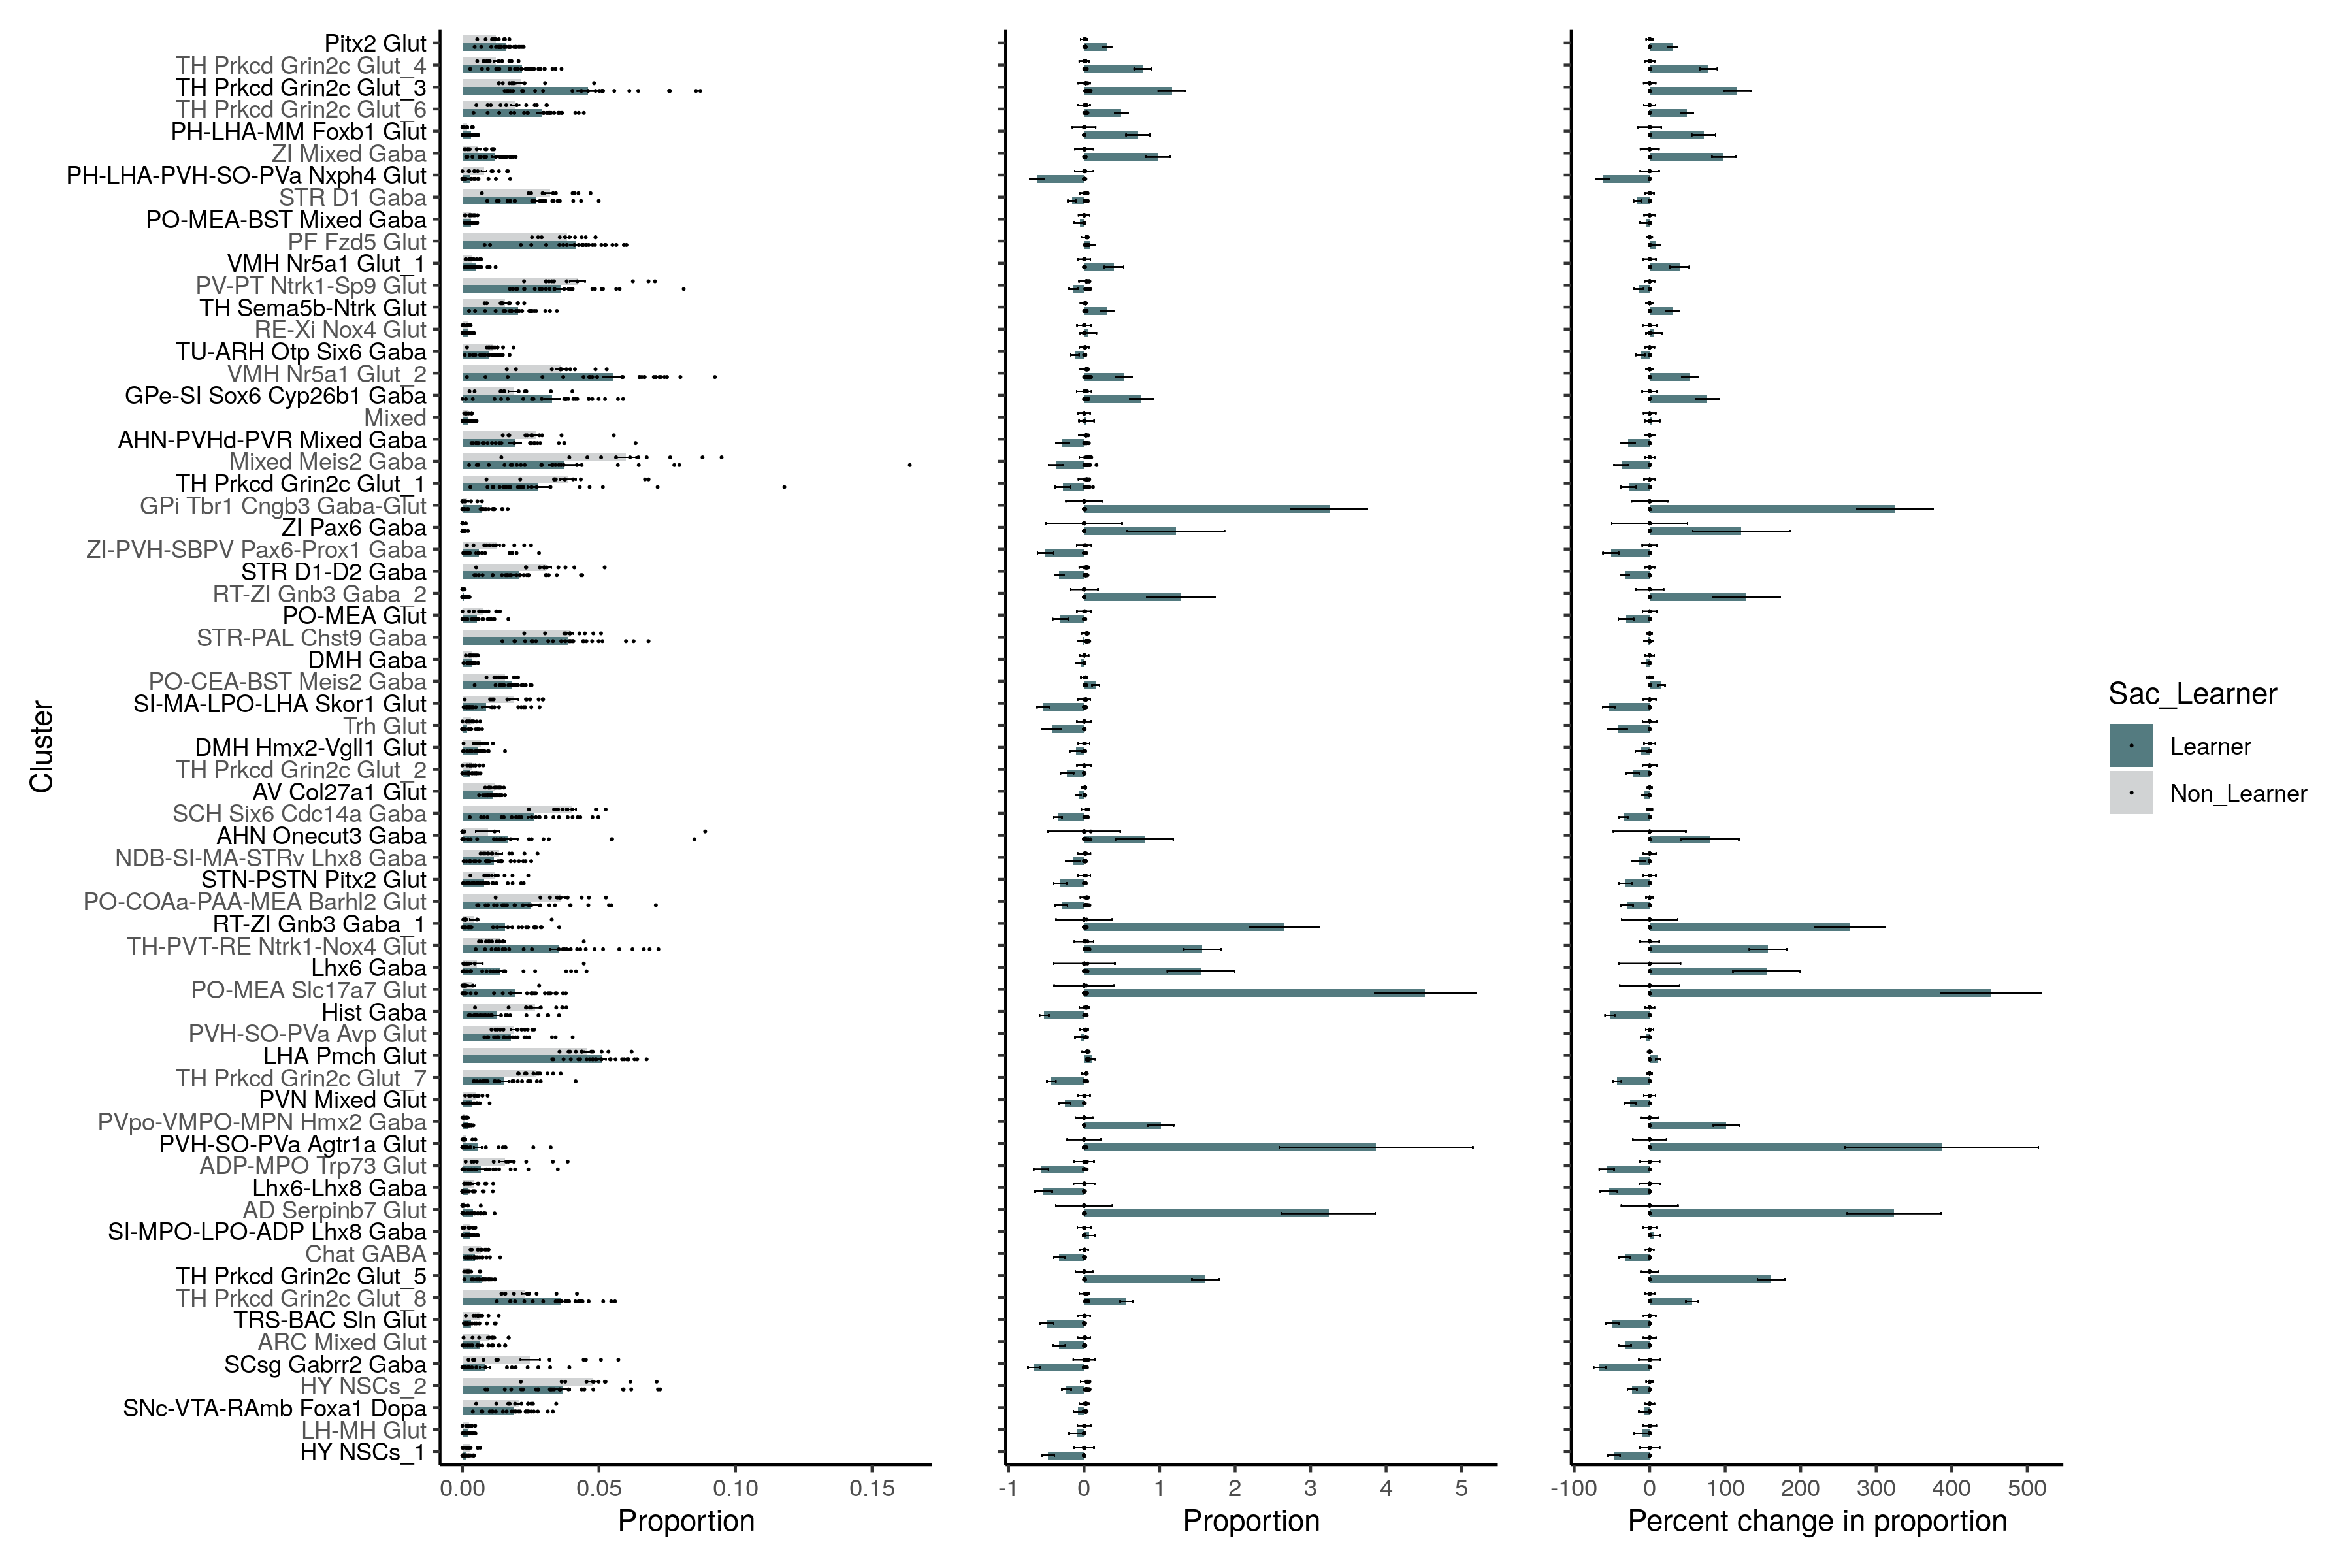 Pitx2 Glut
TH Prkcd Grin2c Glut_4
TH Prkcd Grin2c Glut_3
TH Prkcd Grin2c Glut_6
PH-LHA-MM Foxb1 Glut
ZI Mixed Gaba
PH-LHA-PVH-SO-PVa Nxph4 Glut
STR D1 Gaba
PO-MEA-BST Mixed Gaba
PF Fzd5 Glut
VMH Nr5a1 Glut_1
PV-PT Ntrk1-Sp9 Glut
TH Sema5b-Ntrk Glut
RE-Xi Nox4 Glut
TU-ARH Otp Six6 Gaba
VMH Nr5a1 Glut_2
GPe-SI Sox6 Cyp26b1 Gaba
Mixed
AHN-PVHd-PVR Mixed Gaba
Mixed Meis2 Gaba
TH Prkcd Grin2c Glut_1
GPi Tbr1 Cngb3 Gaba-Glut
ZI Pax6 Gaba
ZI-PVH-SBPV Pax6-Prox1 Gaba
STR D1-D2 Gaba
RT-ZI Gnb3 Gaba_2
PO-MEA Glut
STR-PAL Chst9 Gaba
DMH Gaba
PO-CEA-BST Meis2 Gaba
SI-MA-LPO-LHA Skor1 Glut
Trh Glut
DMH Hmx2-Vgll1 Glut
TH Prkcd Grin2c Glut_2
AV Col27a1 Glut
SCH Six6 Cdc14a Gaba
AHN Onecut3 Gaba
NDB-SI-MA-STRv Lhx8 Gaba
STN-PSTN Pitx2 Glut
PO-COAa-PAA-MEA Barhl2 Glut
RT-ZI Gnb3 Gaba_1
TH-PVT-RE Ntrk1-Nox4 Glut
Lhx6 Gaba
PO-MEA Slc17a7 Glut
Hist Gaba
PVH-SO-PVa Avp Glut
LHA Pmch Glut
TH Prkcd Grin2c Glut_7
PVN Mixed Glut
PVpo-VMPO-MPN Hmx2 Gaba
PVH-SO-PVa Agtr1a Glut
ADP-MPO Trp73 Glut
Lhx6-Lhx8 Gaba
AD Serpinb7 Glut
SI-MPO-LPO-ADP Lhx8 Gaba
Chat GABA
TH Prkcd Grin2c Glut_5
TH Prkcd Grin2c Glut_8
TRS-BAC Sln Glut
ARC Mixed Glut
SCsg Gabrr2 Gaba
HY NSCs_2
SNc-VTA-RAmb Foxa1 Dopa
LH-MH Glut
HY NSCs_1
Cluster
0.00 0.05 0.10 0.15
Proportion
-1 0 1 2 3 4 5
Proportion
-100 0 100 200 300 400 500
Percent change in proportion
Sac_Learner
Learner
Non_Learner